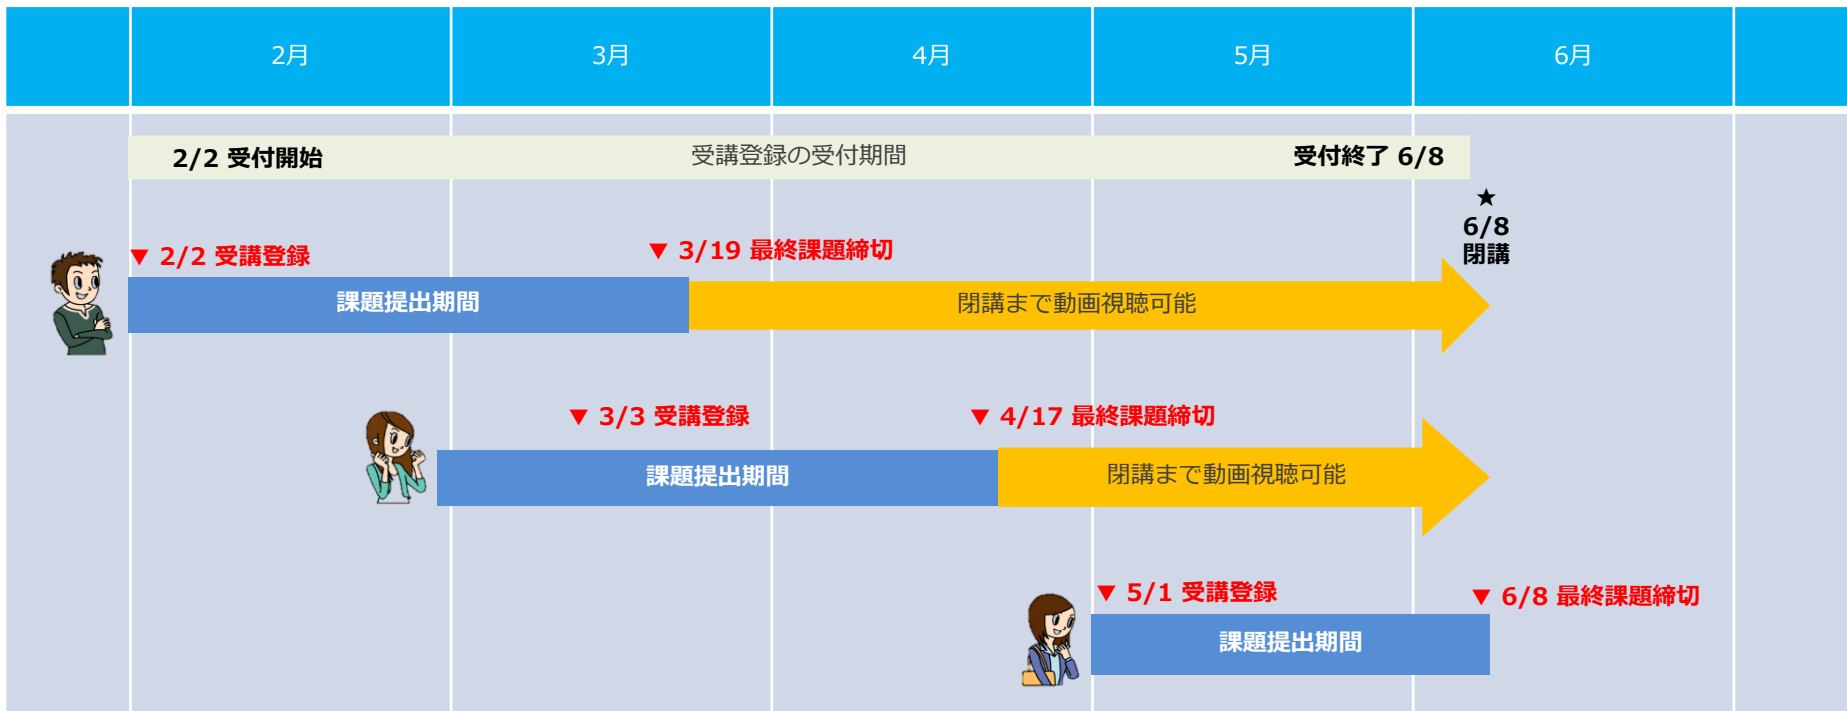 2月 3月 4月 5月 6月
2/2 受付開始 受講登録の受付期間 受付終了 6/8
★
6/8
閉講
▼ 2/2 受講登録 ▼ 3/19 最終課題締切
課題提出期間 閉講まで動画視聴可能
▼ 3/3 受講登録 ▼ 4/17 最終課題締切
課題提出期間 閉講まで動画視聴可能
▼ 5/1 受講登録 ▼ 6/8 最終課題締切
課題提出期間